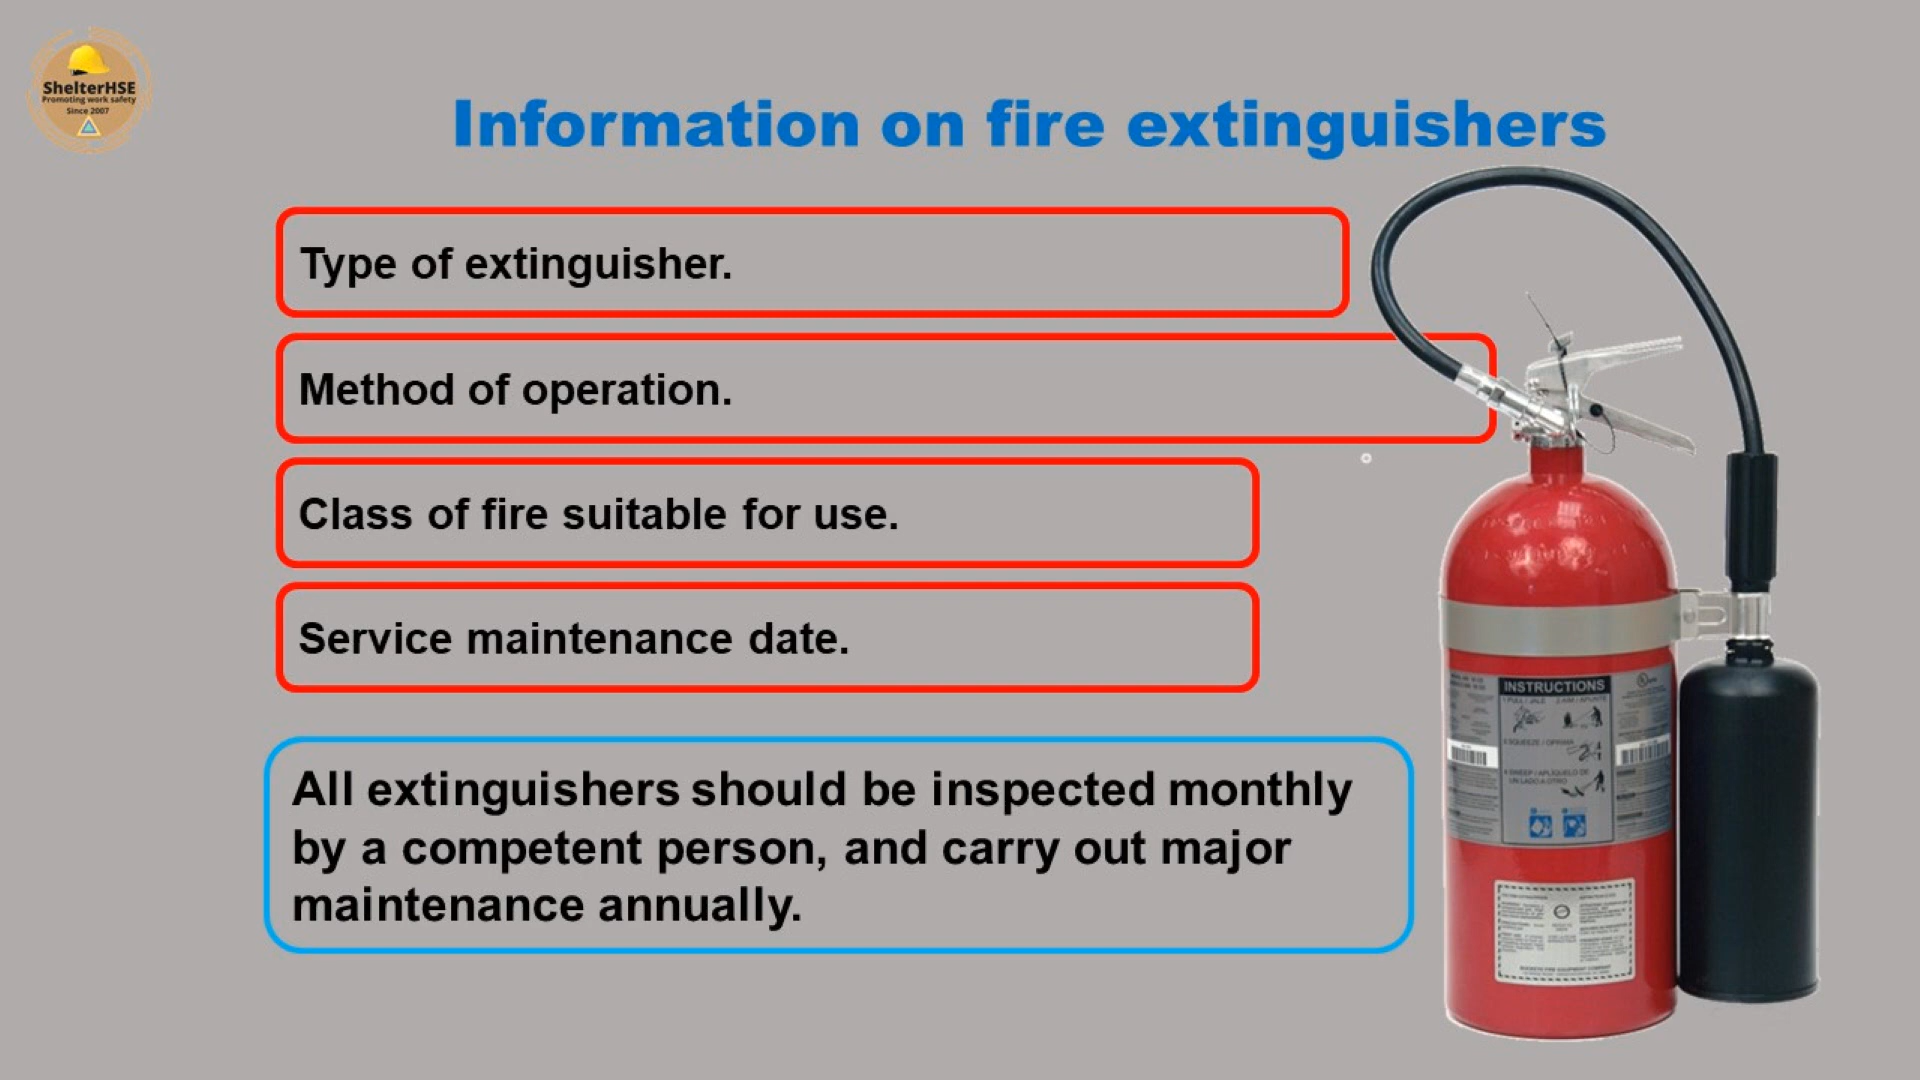 ShelterHSE
Promoting work safety
Since 2007
Information on fire extinguishers
Type of extinguisher.
Method of operation.
Class of fire suitable for use.
Service maintenance date.
All extinguishers should be inspected monthly
by a competent person, and carry out major
maintenance annually.
INSTRUCTIONS